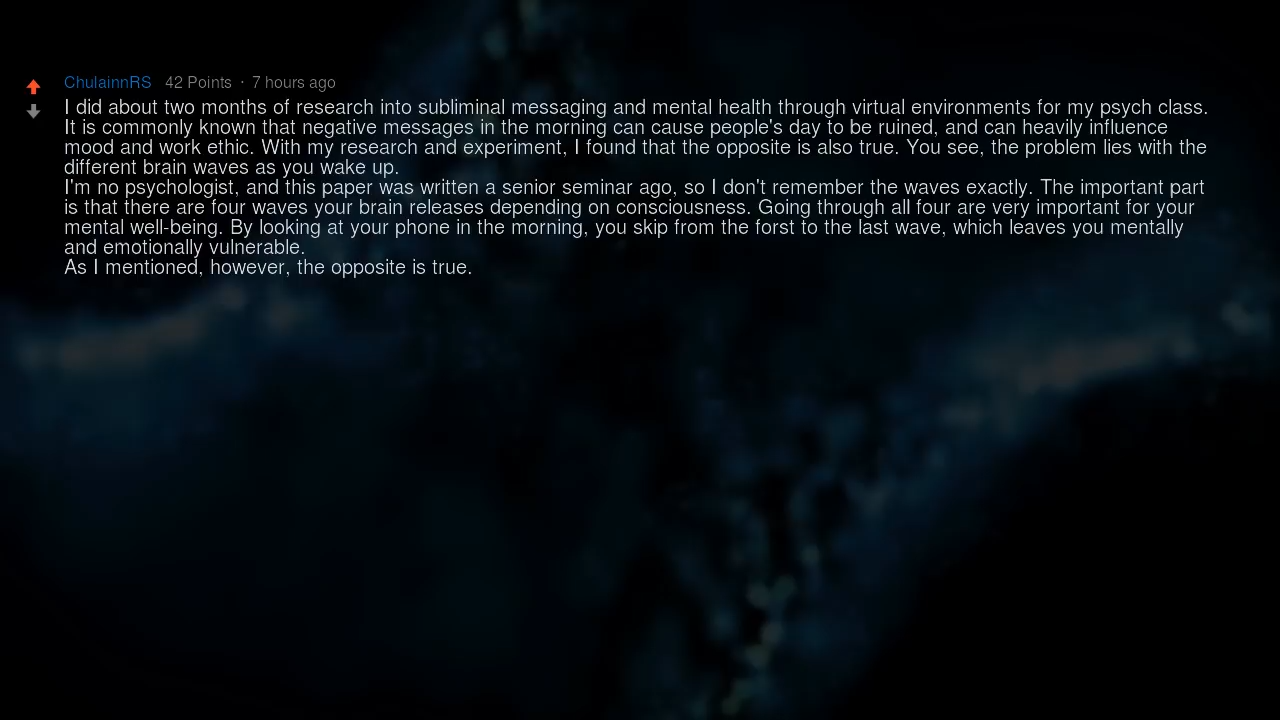 ChulainnRS 42 Points · 7 hours ago
I did about two months of research into subliminal messaging and mental health through virtual environments for my psych class.
It is commonly known that negative messages in the morning can cause people's day to be ruined, and can heavily influence
mood and work ethic. With my research and experiment, I found that the opposite is also true. You see, the problem lies with the
different brain waves as you wake up.
I'm no psychologist, and this paper was written a senior seminar ago, so I don't remember the waves exactly. The important part
is that there are four waves your brain releases depending on consciousness. Going through all four are very important for your
mental well-being. By looking at your phone in the morning, you skip from the forst to the last wave, which leaves you mentally
and emotionally vulnerable.
As I mentioned, however, the opposite is true.